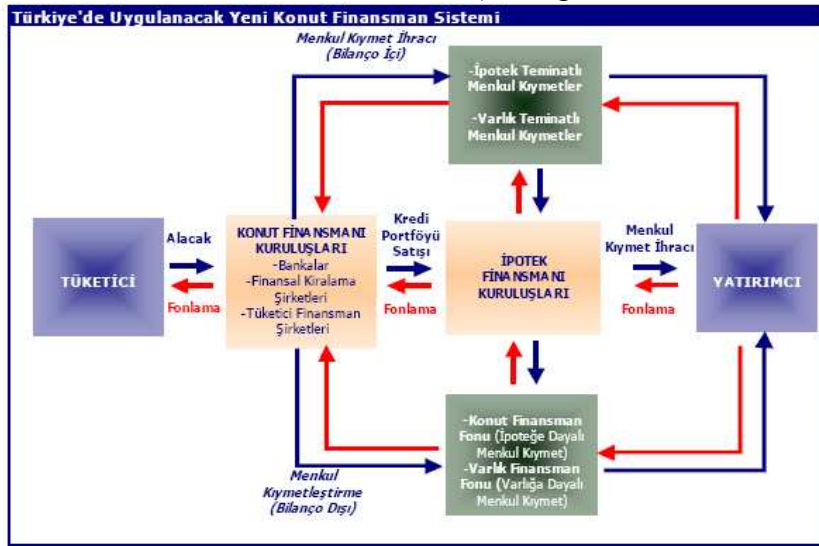 Türkiye'de Uygulanacak Yeni Konut Finansman Sistemi
Menkul Kıymet İhracı
(Bilanço İçi)
-İpotek Teminatlı
Menkul Kıymetler
-Varlık Teminatlı
Menkul Kıymetler
TÜKETİCİ
Alacak
Fonlama
KONUT FİNANSMANI
KURULUŞLARI
-Bankalar
-Finansal Kiralama
Şirketleri
-Tüketici Finansman
Şirketleri
Kredi
Portföyü
Satışı
Fonlama
İPOTEK
FİNANSMANI
KURULUŞLARI
Menkul
Kıymet İhracı
Fonlama
YATIRIMCI
-Konut Finansman
Fonu (İpoteğe Dayalı
Menkul Kıymet)
-Varlık Finansman
Fonu (Varlığa Dayalı
Menkul Kıymet)
Menkul
Kıymetleştirme
(Bilanço Dışı)